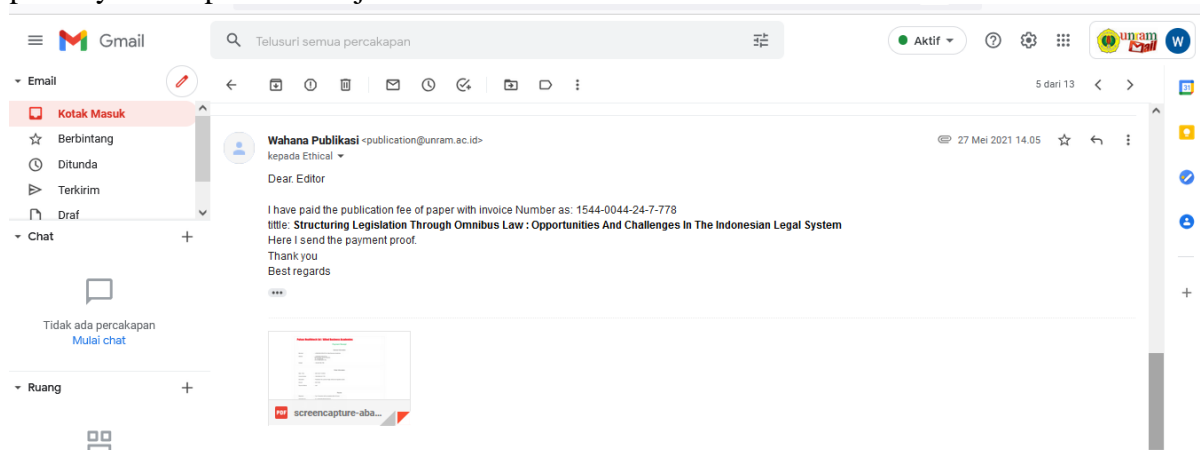 Gmail
Telusuri semua percakapan
Aktif
unram
Mail
W
Email
5 dari 13
31
Kotak Masuk
Berbintang
Ditunda
Terkirim
Draf
Wahana Publikasi <publication@unram.ac.id>
27 Mei 2021 14.05
kepada Ethical
Dear. Editor
I have paid the publication fee of paper with invoice Number as: 1544-0044-24-7-778
tittle: Structuring Legislation Through Omnibus Law : Opportunities And Challenges In The Indonesian Legal System
Here I send the payment proof.
Thank you
Best regards
Chat
Tidak ada percakapan
Mulai chat
PDF screencapture-aba...
Ruang